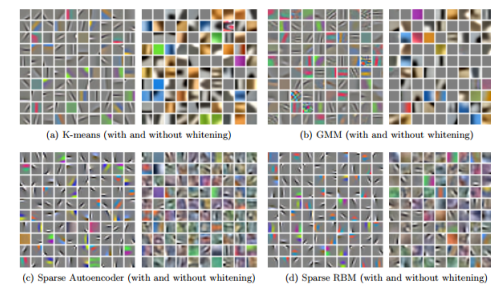 (a) K-means (with and without whitening)
(b) GMM (with and without whitening)
(c) Sparse Autoencoder (with and without whitening)
(d) Sparse RBM (with and without whitening)